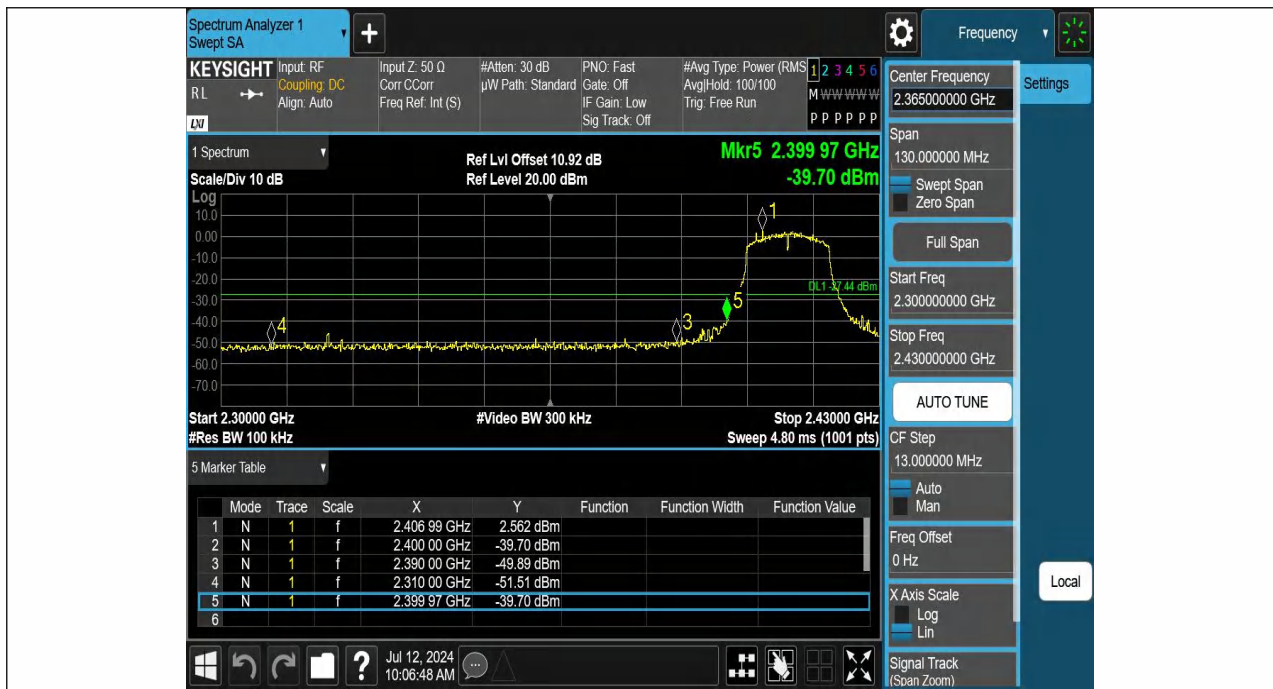 Spectrum Analyzer 1
Swept SA
+
Frequency
KEYSIGHT
RL
LXI
Input: RF
Coupling: DC
Align: Auto
Input Z: 50 Ω
Corr CCorr
Freq Ref: Int (S)
#Atten: 30 dB
µW Path: Standard
PNO: Fast
Gate: Off
IF Gain: Low
Sig Track: Off
#Avg Type: Power (RMS
Avg|Hold: 100/100
Trig: Free Run
1 2 3 4 5 6
M W W W W W
P P P P P P
1 Spectrum
Scale/Div 10 dB
Ref Lvl Offset 10.92 dB
Ref Level 20.00 dBm
Mkr5 2.399 97 GHz
-39.70 dBm
Log
10.0
0.00
-10.0
-20.0
-30.0
-40.0
-50.0
-60.0
-70.0
1
DL1 -27.44 dBm
5
4
3
Start 2.30000 GHz
#Video BW 300 kHz
Stop 2.43000 GHz
#Res BW 100 kHz
Sweep 4.80 ms (1001 pts)
5 Marker Table
Mode Trace Scale X Y Function Function Width Function Value
1 N 1 f 2.406 99 GHz 2.562 dBm
2 N 1 f 2.400 00 GHz -39.70 dBm
3 N 1 f 2.390 00 GHz -49.89 dBm
4 N 1 f 2.310 00 GHz -51.51 dBm
5 N 1 f 2.399 97 GHz -39.70 dBm
6
?
Jul 12, 2024
10:06:48 AM
Center Frequency
2.365000000 GHz
Settings
Span
130.000000 MHz
Swept Span
Zero Span
Full Span
Start Freq
2.300000000 GHz
Stop Freq
2.430000000 GHz
AUTO TUNE
CF Step
13.000000 MHz
Auto
Man
Freq Offset
0 Hz
Local
X Axis Scale
Log
Lin
Signal Track
(Span Zoom)